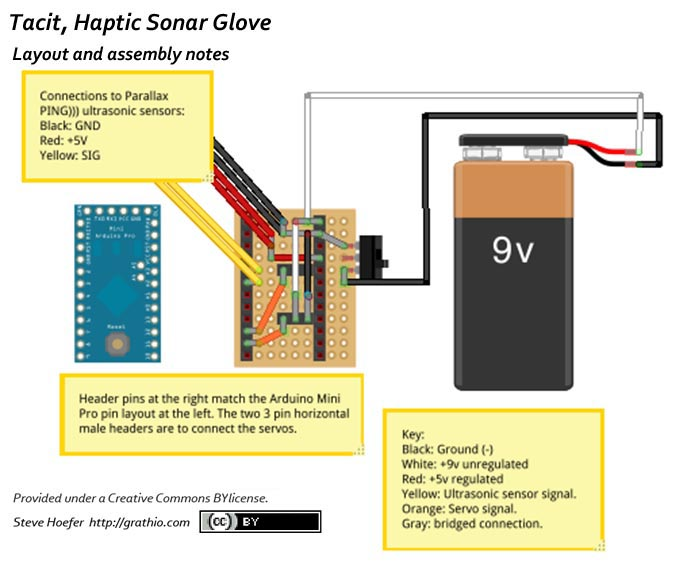 Tacit, Haptic Sonar Glove
Layout and assembly notes
Connections to Parallax
PING))) ultrasonic sensors:
Black: GND
Red: +5V
Yellow: SIG
9v
Mini
Arduino Pro
Reset
Header pins at the right match the Arduino Mini
Pro pin layout at the left. The two 3 pin horizontal
male headers are to connect the servos.
Key:
Black: Ground (-)
White: +9v unregulated
Red: +5v regulated
Yellow: Ultrasonic sensor signal.
Orange: Servo signal.
Gray: bridged connection.
Provided under a Creative Commons BYlicense.
Steve Hoefer http://grathio.com
cc BY